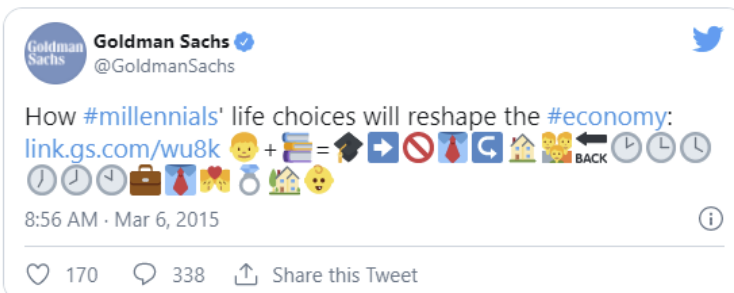 Goldman
Sachs
Goldman Sachs
@GoldmanSachs
How #millennials' life choices will reshape the #economy:
link.gs.com/wu8k 👨 + 📚 = 🎓➡️🚫👔↪️🏠👪🔙🕑🕒🕓
🕖🕗🕙💼👔💏💍🏡👶
8:56 AM · Mar 6, 2015
170 338 Share this Tweet